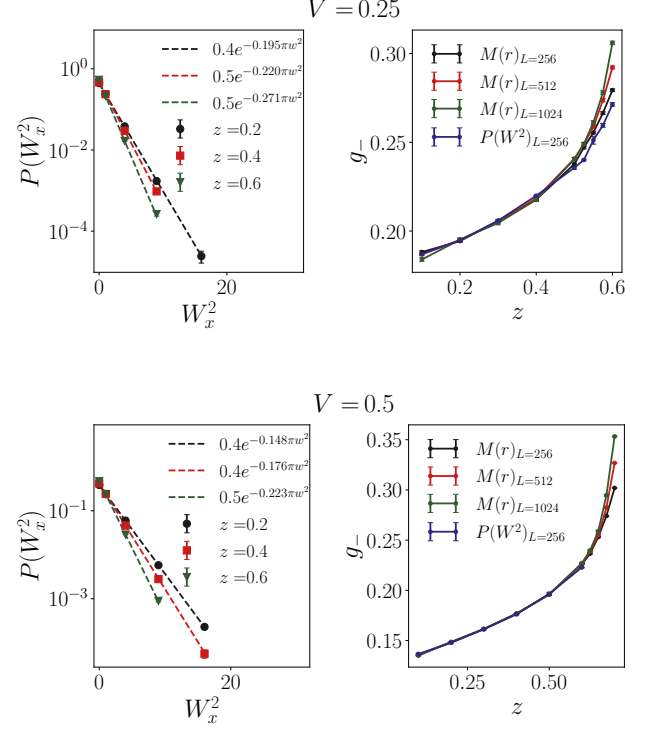 V = 0.25
0.4e^{-0.195πw^2}
0.5e^{-0.220πw^2}
0.5e^{-0.271πw^2}
z =0.2
z =0.4
z =0.6
10^0
10^{-2}
10^{-4}
P(W_x^2)
0
20
W_x^2
M(r)_{L=256}
M(r)_{L=512}
M(r)_{L=1024}
P(W^2)_{L=256}
0.30
0.25
0.20
g_-
0.2
0.4
0.6
z
V = 0.5
0.4e^{-0.148πw^2}
0.4e^{-0.176πw^2}
0.5e^{-0.223πw^2}
z =0.2
z =0.4
z =0.6
10^{-1}
10^{-3}
P(W_x^2)
0
20
W_x^2
M(r)_{L=256}
M(r)_{L=512}
M(r)_{L=1024}
P(W^2)_{L=256}
0.35
0.30
0.25
0.20
0.15
g_-
0.25
0.50
z